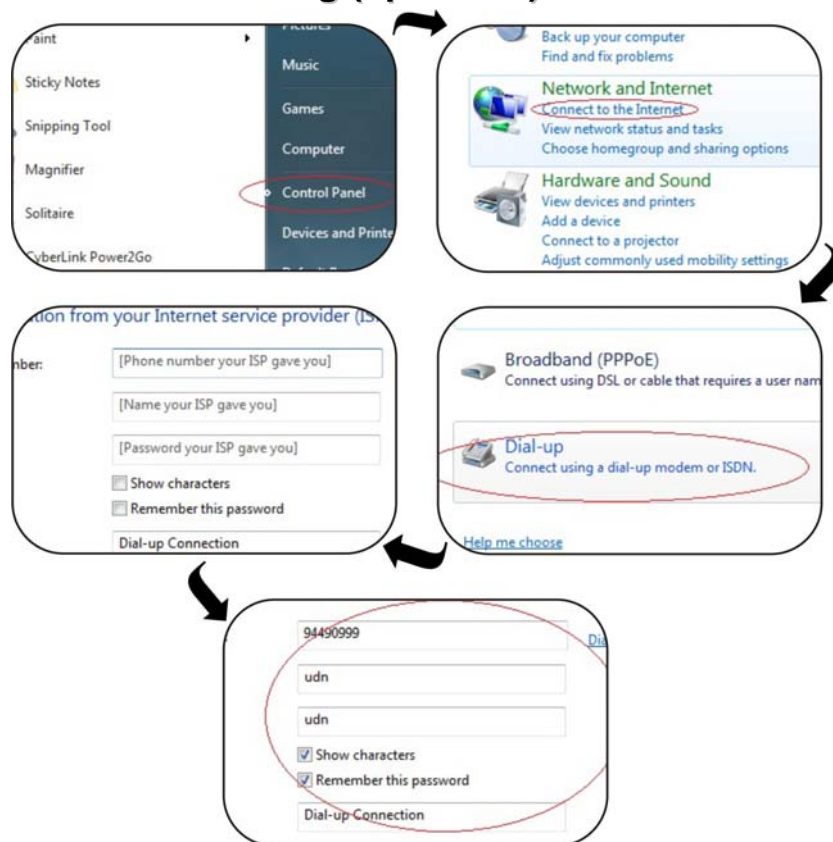 Paint
Sticky Notes
Snipping Tool
Magnifier
Solitaire
CyberLink Power2Go
Pictures
Music
Games
Computer
Control Panel
Devices and Printe
Back up your computer
Find and fix problems
Network and Internet
Connect to the Internet
View network status and tasks
Choose homegroup and sharing options
Hardware and Sound
View devices and printers
Add a device
Connect to a projector
Adjust commonly used mobility settings
Broadband (PPPoE)
Connect using DSL or cable that requires a user nam
Dial-up
Connect using a dial-up modem or ISDN.
Help me choose
from your Internet service provider (IS
mber:
[Phone number your ISP gave you]
[Name your ISP gave you]
[Password your ISP gave you]
Show characters
Remember this password
Dial-up Connection
94490999
Dia
udn
udn
Show characters
Remember this password
Dial-up Connection